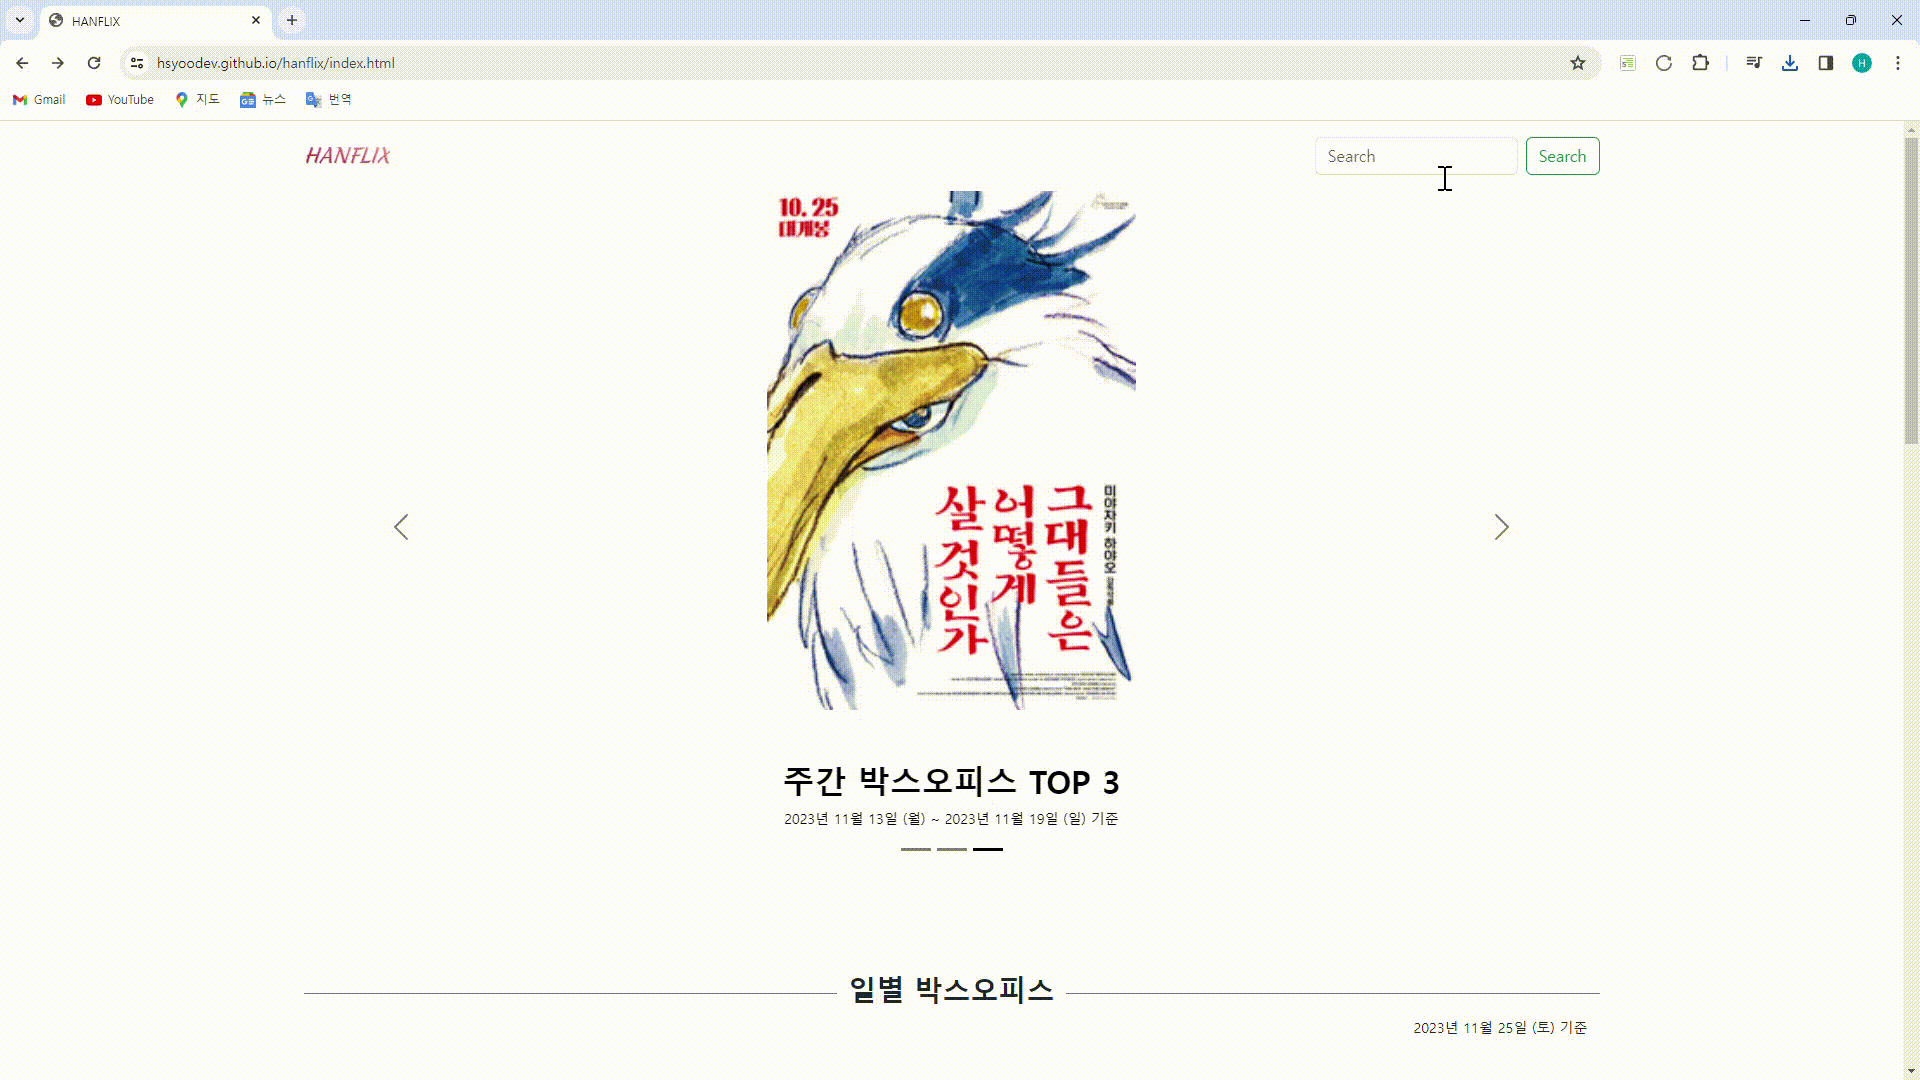 HANFLIX
hsyoodev.github.io/hanflix/index.html
Gmail YouTube 지도 뉴스 번역
HANFLIX
Search Search
10. 25
대개봉
미야자키 하야오
그대들은
어떻게
살 것인가
주간 박스오피스 TOP 3
2023년 11월 13일 (월) ~ 2023년 11월 19일 (일) 기준
일별 박스오피스
2023년 11월 25일 (토) 기준